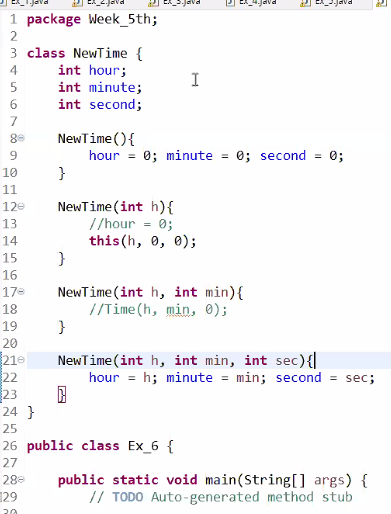 Ex_1.java Ex_2.java Ex_3.java Ex_4.java Ex_5.java
1 package Week_5th;
2
3 class NewTime {
4 int hour;
5 int minute;
6 int second;
7
8 NewTime(){
9 hour = 0; minute = 0; second = 0;
10 }
11
12 NewTime(int h){
13 //hour = 0;
14 this(h, 0, 0);
15 }
16
17 NewTime(int h, int min){
18 //Time(h, min, 0);
19 }
20
21 NewTime(int h, int min, int sec){
22 hour = h; minute = min; second = sec;
23 }
24 }
25
26 public class Ex_6 {
27
28 public static void main(String[] args) {
29 // TODO Auto-generated method stub
30